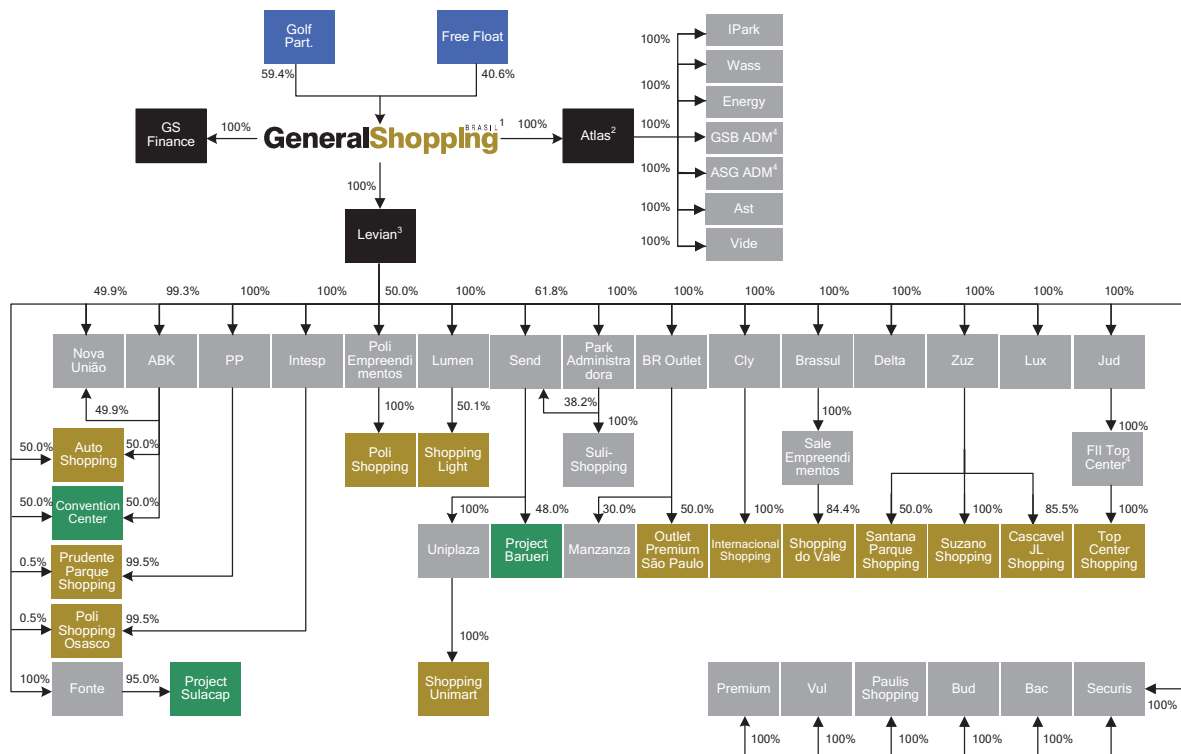 Golf
Part.
Free Float
59.4%
40.6%
GS
Finance
100%
BRASIL
GeneralShopping1
100%
Atlas2
100%
IPark
100%
Wass
100%
Energy
100%
GSB ADM4
100%
ASG ADM4
100%
Ast
100%
Vide
100%
Levian3
49.9%
99.3%
100%
100%
50.0%
100%
61.8%
100%
100%
100%
100%
100%
100%
100%
100%
Nova
União
ABK
PP
Intesp
Poli
Empreendi
mentos
Lumen
Send
Park
Administra
dora
BR Outlet
Cly
Brassul
Delta
Zuz
Lux
Jud
49.9%
100%
50.1%
38.2%
100%
100%
100%
50.0%
Auto
Shopping
50.0%
Poli
Shopping
Shopping
Light
Suli-
Shopping
Sale
Empreendi
mentos
FII Top
Center4
50.0%
Convention
Center
50.0%
100%
48.0%
30.0%
50.0%
100%
84.4%
50.0%
100%
85.5%
100%
Uniplaza
Project
Barueri
Manzanza
Outlet
Premium
São Paulo
Internacional
Shopping
Shopping
do Vale
Santana
Parque
Shopping
Suzano
Shopping
Cascavel
JL Shopping
Top
Center
Shopping
0.5%
Prudente
Parque
Shopping
99.5%
0.5%
Poli
Shopping
Osasco
99.5%
100%
100%
Fonte
95.0%
Project
Sulacap
Shopping
Unimart
Premium
Vul
Paulis
Shopping
Bud
Bac
Securis
100%
100%
100%
100%
100%
100%